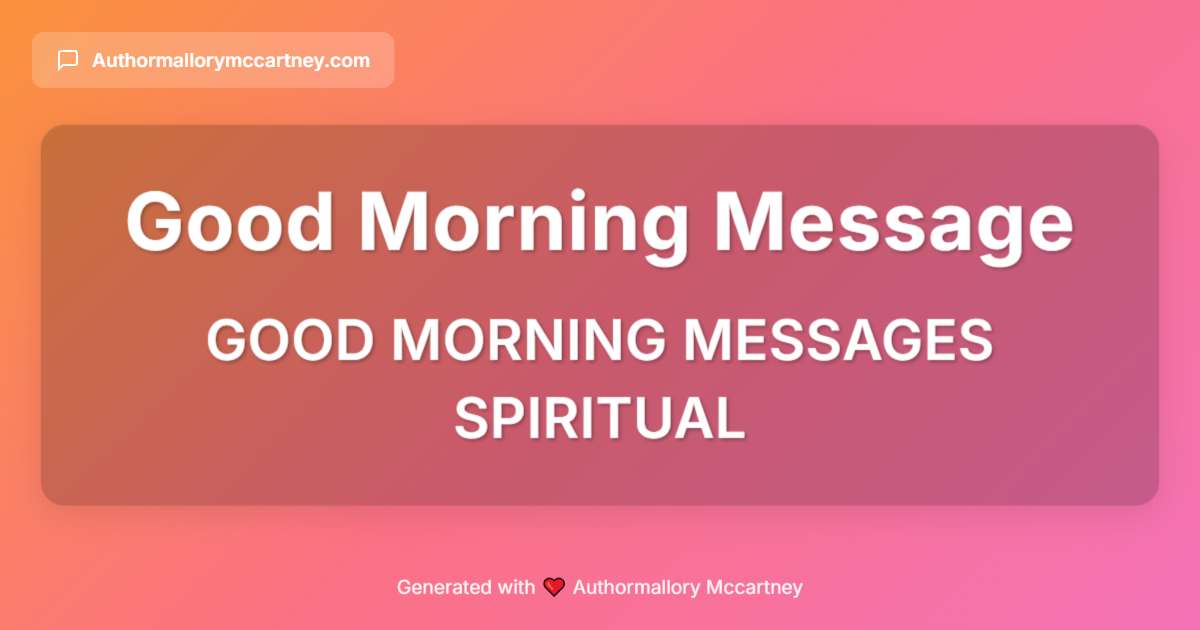 Authormallorymccartney.com
Good Morning Message
GOOD MORNING MESSAGES
SPIRITUAL
Generated with ❤️ Authormallory Mccartney